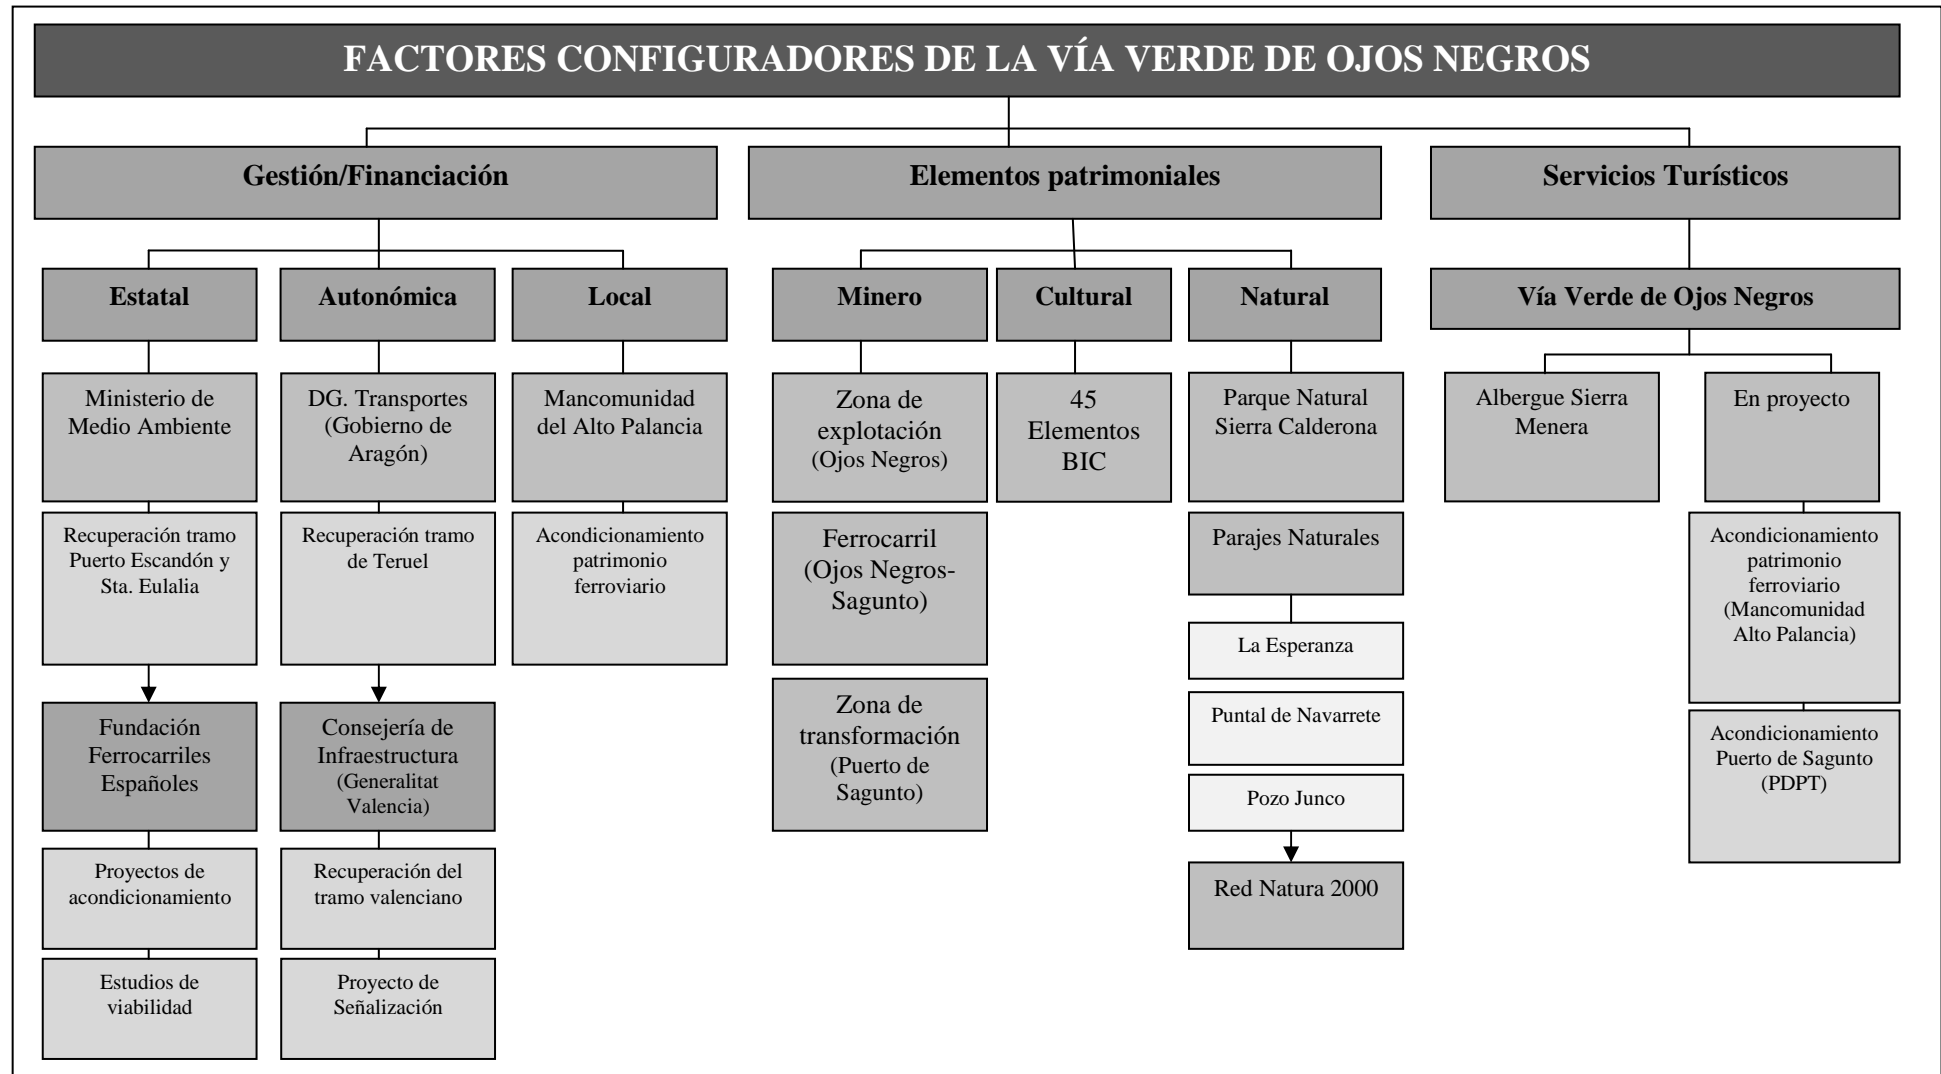 FACTORES CONFIGURADORES DE LA VÍA VERDE DE OJOS NEGROS
Gestión/Financiación
Elementos patrimoniales
Servicios Turísticos
Estatal
Autonómica
Local
Minero
Cultural
Natural
Vía Verde de Ojos Negros
Ministerio de
Medio Ambiente
DG. Transportes
(Gobierno de
Aragón)
Mancomunidad
del Alto Palancia
Zona de
explotación
(Ojos Negros)
45
Elementos
BIC
Parque Natural
Sierra Calderona
Albergue Sierra
Menera
En proyecto
Recuperación tramo
Puerto Escandón y
Sta. Eulalia
Recuperación tramo
de Teruel
Acondicionamiento
patrimonio
ferroviario
Ferrocarril
(Ojos Negros-
Sagunto)
Parajes Naturales
La Esperanza
Acondicionamiento
patrimonio
ferroviario
(Mancomunidad
Alto Palancia)
Fundación
Ferrocarriles
Españoles
Consejería de
Infraestructura
(Generalitat
Valencia)
Zona de
transformación
(Puerto de
Sagunto)
Puntal de Navarrete
Pozo Junco
Acondicionamiento
Puerto de Sagunto
(PDPT)
Proyectos de
acondicionamiento
Recuperación del
tramo valenciano
Red Natura 2000
Estudios de
viabilidad
Proyecto de
Señalización